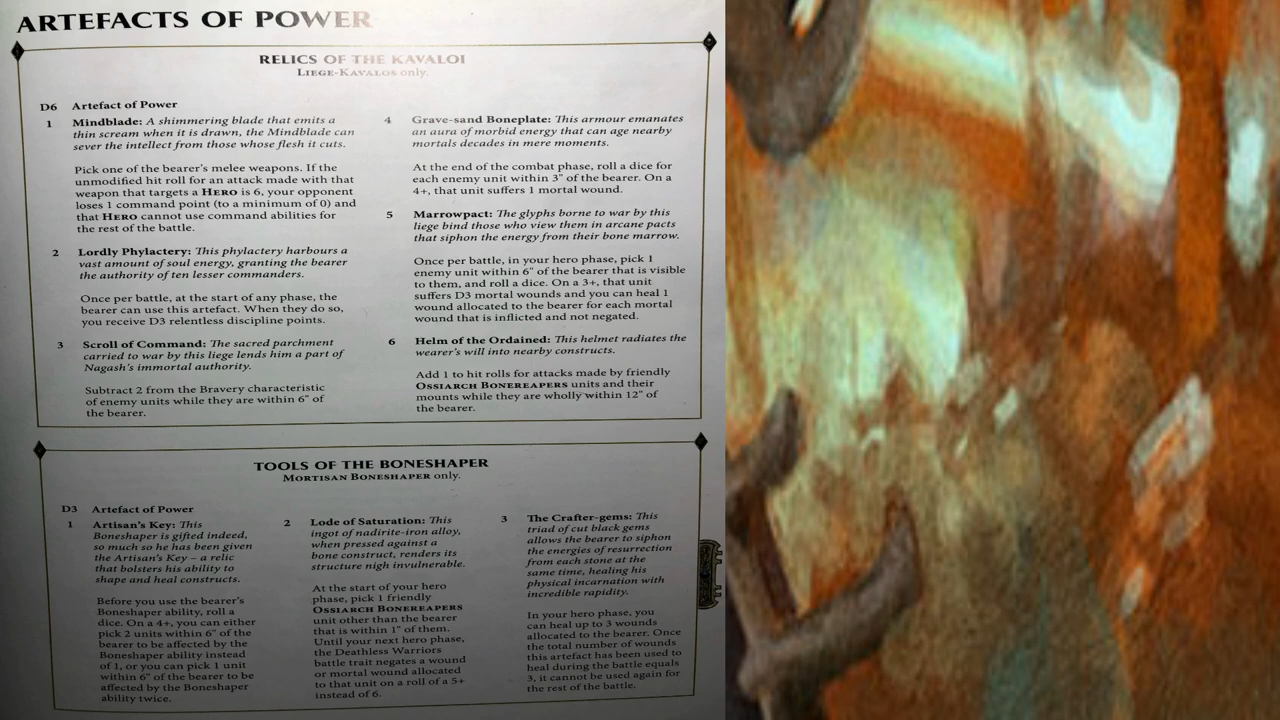 ARTEFACTS OF POWER
RELICS OF THE KAVALOI
LIEGE-KAVALOS only.
D6 Artefact of Power
1 Mindblade: A shimmering blade that emits a
thin scream when it is drawn, the Mindblade can
sever the intellect from those whose flesh it cuts.
Pick one of the bearer's melee weapons. If the
unmodified hit roll for an attack made with that
weapon that targets a HERO is 6, your opponent
loses 1 command point (to a minimum of 0) and
that HERO cannot use command abilities for
the rest of the battle.
2 Lordly Phylactery: This phylactery harbours a
vast amount of soul energy, granting the bearer
the authority of ten lesser commanders.
Once per battle, at the start of any phase, the
bearer can use this artefact. When they do so,
you receive D3 relentless discipline points.
3 Scroll of Command: The sacred parchment
carried to war by this liege lends him a part of
Nagash's immortal authority.
Subtract 2 from the Bravery characteristic
of enemy units while they are within 6" of
the bearer.
4 Grave-sand Boneplate: This armour emanates
an aura of morbid energy that can age nearby
mortals decades in mere moments.
At the end of the combat phase, roll a dice for
each enemy unit within 3" of the bearer. On a
4+, that unit suffers 1 mortal wound.
5 Marrowpact: The glyphs borne to war by this
liege bind those who view them in arcane pacts
that siphon the energy from their bone marrow.
Once per battle, in your hero phase, pick 1
enemy unit within 6" of the bearer that is visible
to them, and roll a dice. On a 3+, that unit
suffers D3 mortal wounds and you can heal 1
wound allocated to the bearer for each mortal
wound that is inflicted and not negated.
6 Helm of the Ordained: This helmet radiates the
wearer's will into nearby constructs.
Add 1 to hit rolls for attacks made by friendly
OSSIARCH BONEREAPERS units and their
mounts while they are wholly within 12" of
the bearer.
TOOLS OF THE BONESHAPER
MORTISAN BONESHAPER only.
D3 Artefact of Power
1 Artisan's Key: This
Boneshaper is gifted indeed,
so much so he has been given
the Artisan's Key – a relic
that bolsters his ability to
shape and heal constructs.
Before you use the bearer's
Boneshaper ability, roll a
dice. On a 4+, you can either
pick 2 units within 6" of the
bearer to be affected by the
Boneshaper ability instead
of 1, or you can pick 1 unit
within 6" of the bearer to be
affected by the Boneshaper
ability twice.
2 Lode of Saturation: This
ingot of nadirite-iron alloy,
when pressed against a
bone construct, renders its
structure nigh invulnerable.
At the start of your hero
phase, pick 1 friendly
OSSIARCH BONEREAPERS
unit other than the bearer
that is within 1" of them.
Until your next hero phase,
the Deathless Warriors
battle trait negates a wound
or mortal wound allocated
to that unit on a roll of a 5+
instead of 6.
3 The Crafter-gems: This
triad of cut black gems
allows the bearer to siphon
the energies of resurrection
from each stone at the
same time, healing his
physical incarnation with
incredible rapidity.
In your hero phase, you
can heal up to 3 wounds
allocated to the bearer. Once
the total number of wounds
this artefact has been used to
heal during the battle equals
3, it cannot be used again for
the rest of the battle.